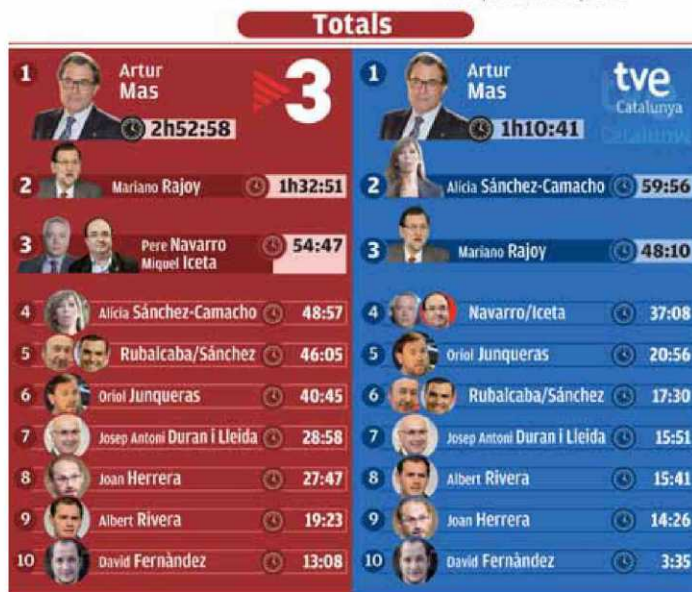 Totals
1
Artur
Mas
2h52:58
3
2
Mariano Rajoy
1h32:51
3
Pere Navarro
Miquel Iceta
54:47
4
Alícia Sánchez-Camacho
48:57
5
Rubalcaba/Sánchez
46:05
6
Oriol Junqueras
40:45
7
Josep Antoni Duran i Lleida
28:58
8
Joan Herrera
27:47
9
Albert Rivera
19:23
10
David Fernàndez
13:08
1
Artur
Mas
1h10:41
tve
Catalunya
Catalunya
2
Alícia Sánchez-Camacho
59:56
3
Mariano Rajoy
48:10
4
Navarro/Iceta
37:08
5
Oriol Junqueras
20:56
6
Rubalcaba/Sánchez
17:30
7
Josep Antoni Duran i Lleida
15:51
8
Albert Rivera
15:41
9
Joan Herrera
14:26
10
David Fernàndez
3:35